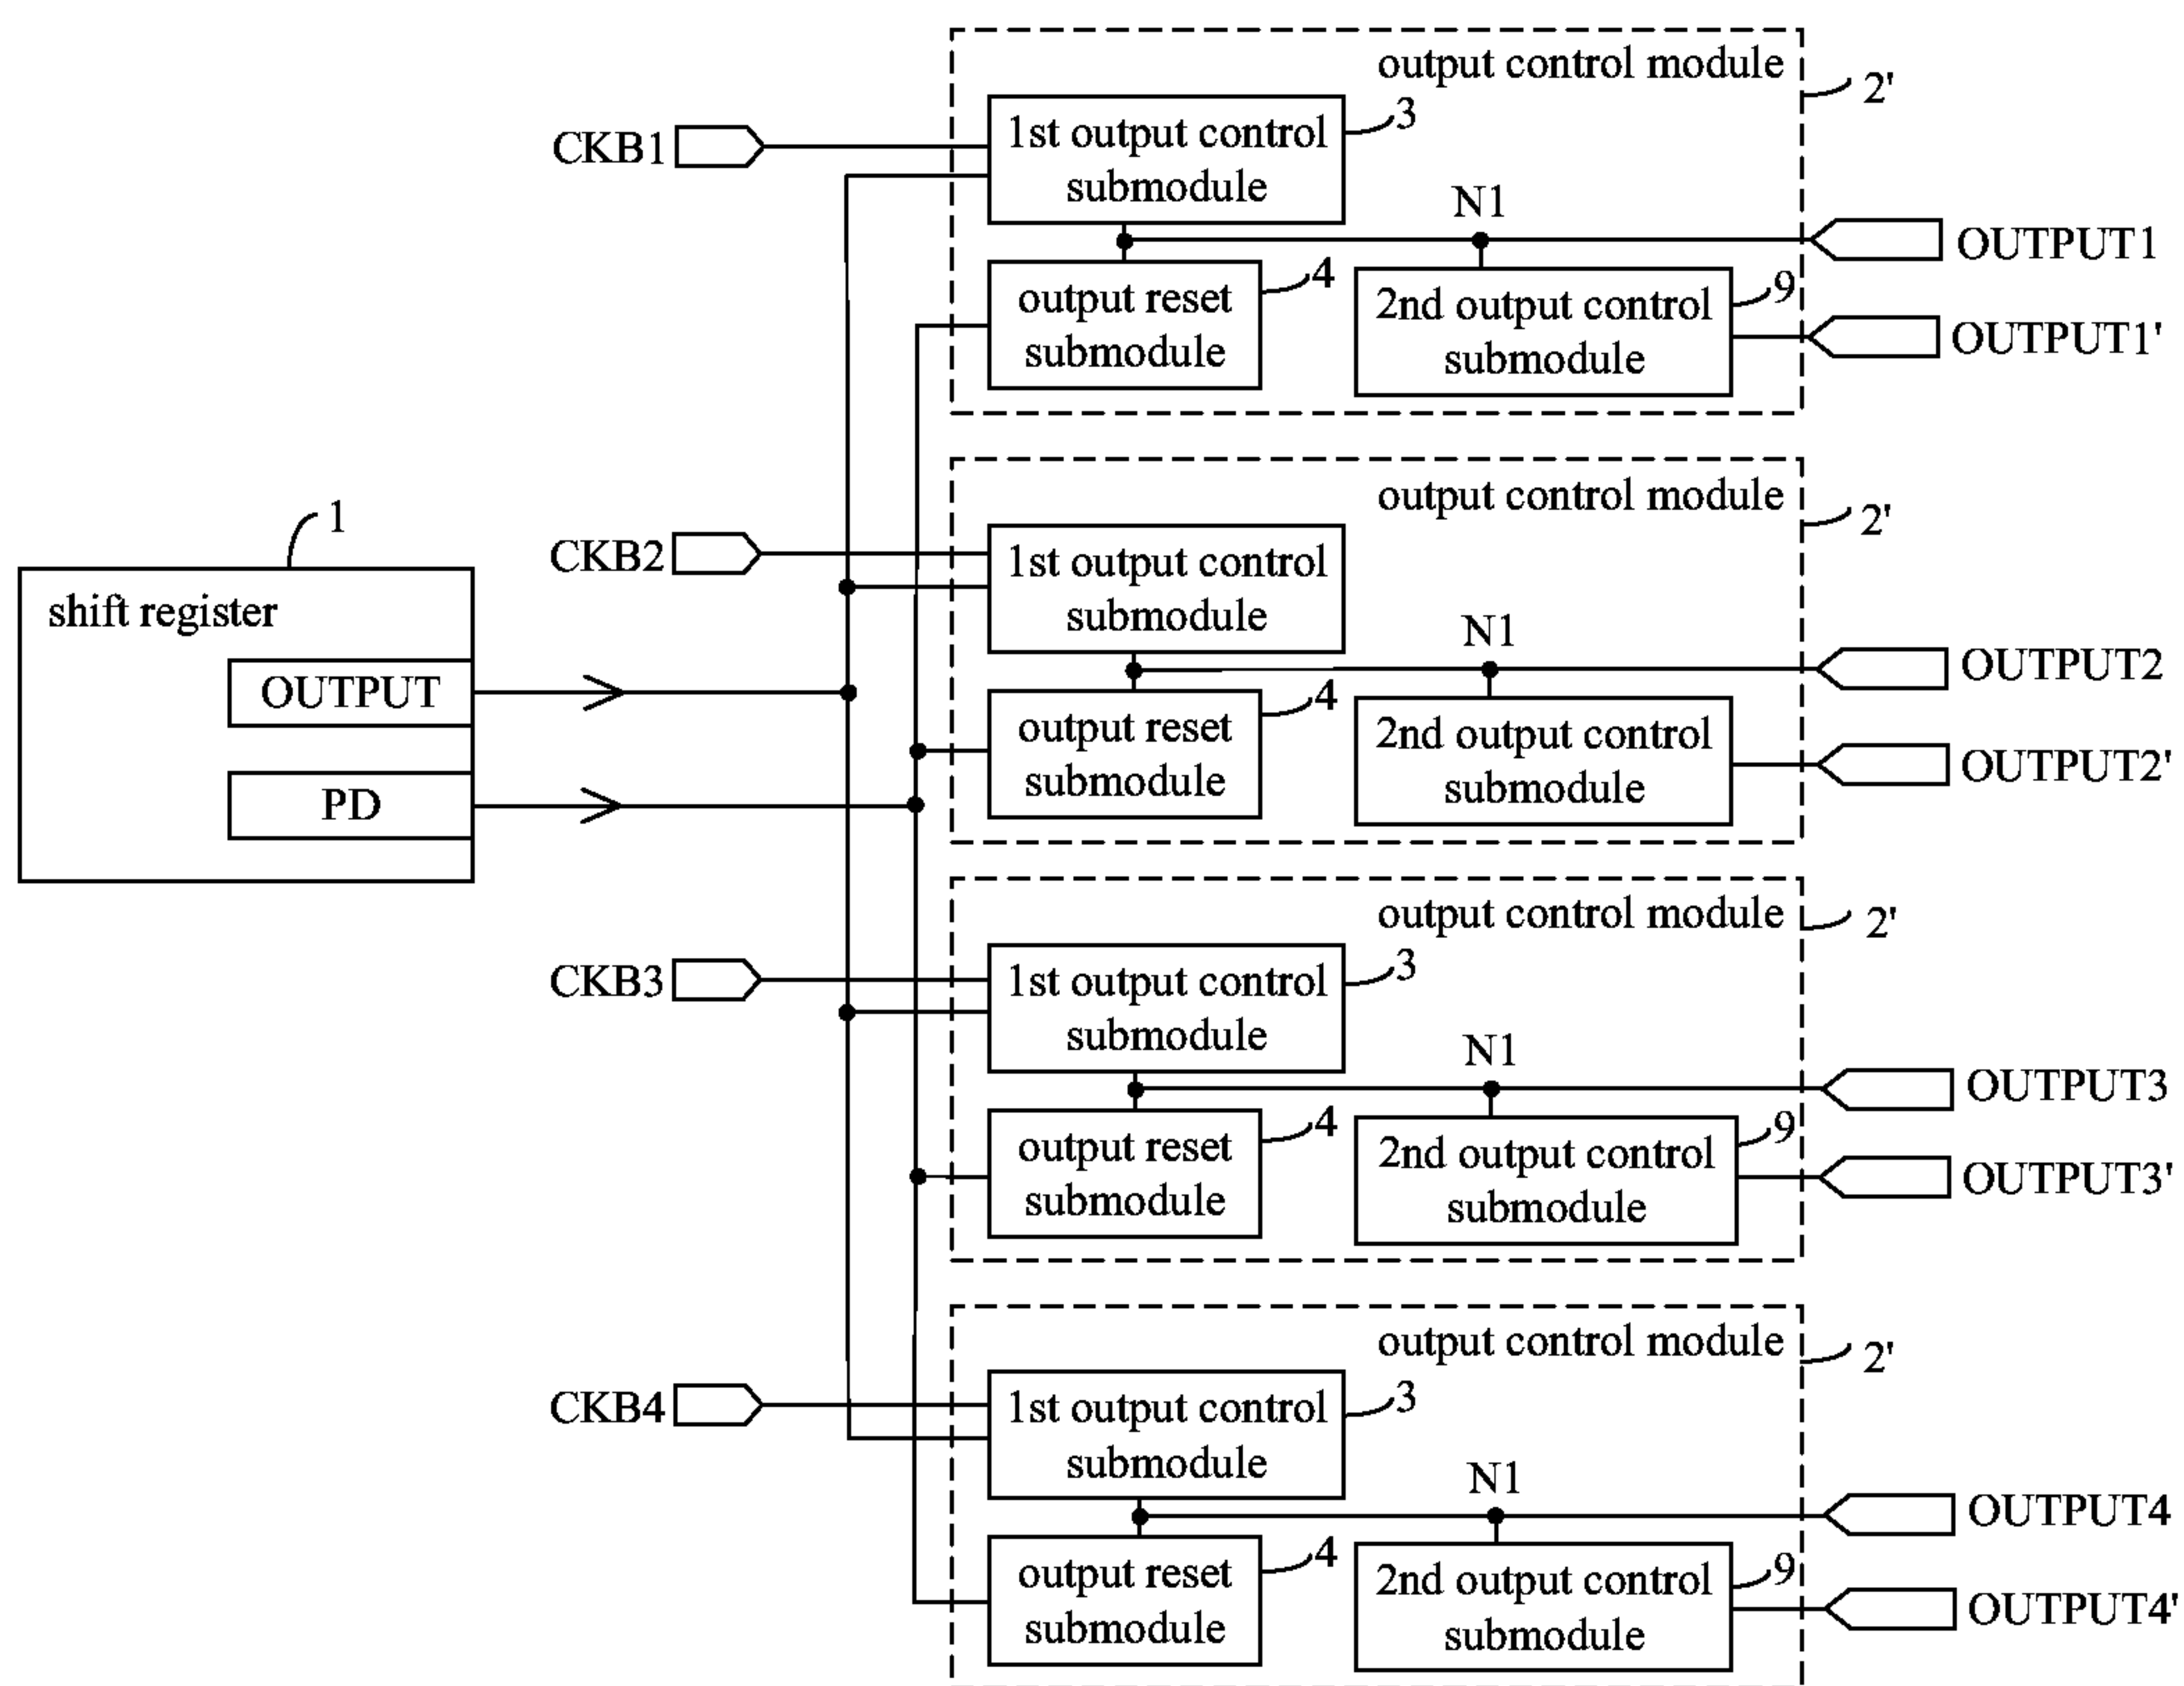 output control module
2'
CKB1
1st output control
submodule
3
N1
OUTPUT1
output reset
submodule
4
2nd output control
submodule
9
OUTPUT1'
output control module
2'
1
CKB2
1st output control
submodule
shift register
N1
OUTPUT2
OUTPUT
output reset
submodule
4
2nd output control
submodule
OUTPUT2'
PD
output control module
2'
CKB3
1st output control
submodule
3
N1
OUTPUT3
output reset
submodule
4
2nd output control
submodule
9
OUTPUT3'
output control module
2'
CKB4
1st output control
submodule
3
N1
OUTPUT4
output reset
submodule
4
2nd output control
submodule
9
OUTPUT4'